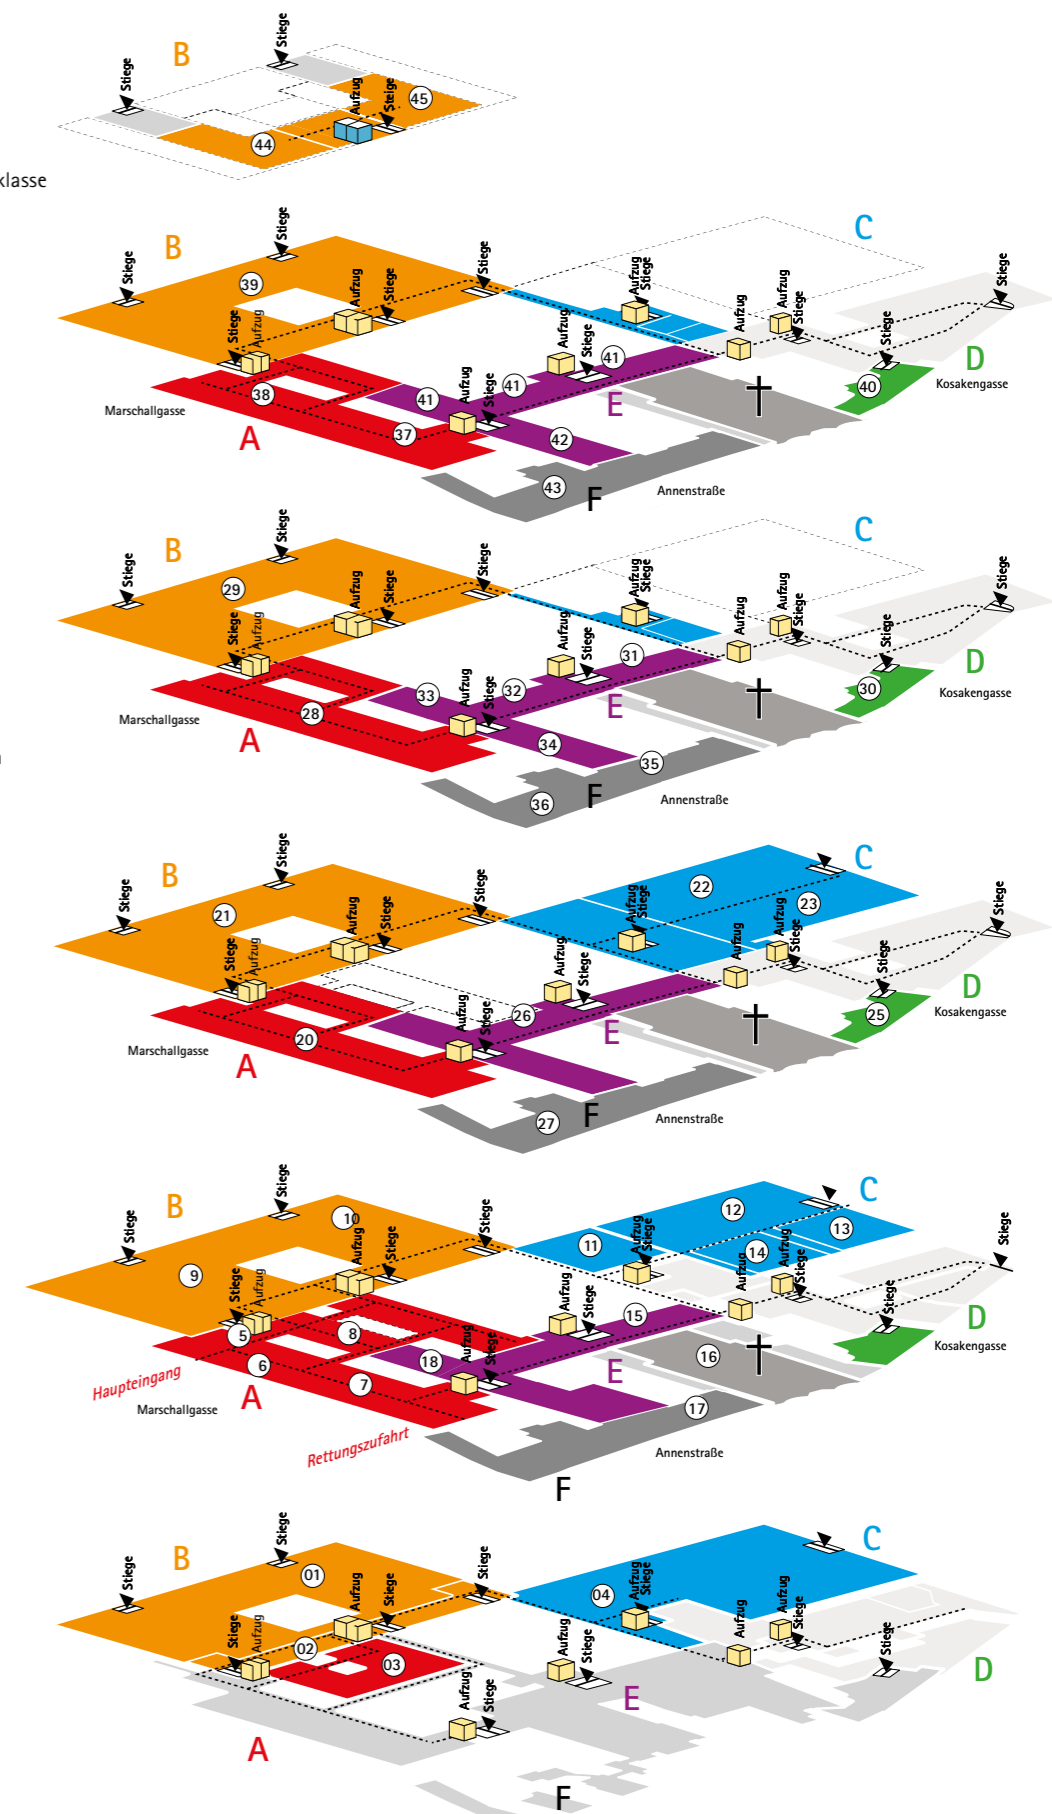 B
Stiege
Stiege
Aufzug
Steige
45
44
klasse
B
Stiege
Stiege
39
Stiege
Aufzug
Stiege
Stiege
Aufzug
Aufzug
Stiege
C
Aufzug
Stiege
Aufzug
Aufzug
Stiege
Stiege
Stiege
D
Kosakengasse
40
41
41
41
E
38
37
Marschallgasse
A
Aufzug
Stiege
42
43
F
Annenstraße
B
Stiege
Stiege
29
Stiege
Aufzug
Stiege
Stiege
Aufzug
Aufzug
Stiege
C
Aufzug
Stiege
Aufzug
Aufzug
Stiege
Stiege
Stiege
D
Kosakengasse
30
31
32
33
E
28
Marschallgasse
A
Aufzug
Stiege
34
35
36
F
Annenstraße
B
Stiege
Stiege
21
Stiege
Aufzug
Stiege
Stiege
Aufzug
Aufzug
Stiege
C
22
23
Aufzug
Stiege
Aufzug
Aufzug
Stiege
Stiege
Stiege
D
Kosakengasse
25
26
E
20
Marschallgasse
A
Aufzug
Stiege
27
F
Annenstraße
B
Stiege
Stiege
10
9
Stiege
Aufzug
Stiege
Stiege
Aufzug
Aufzug
Stiege
C
12
13
11
14
Aufzug
Stiege
Aufzug
Aufzug
Stiege
Stiege
Stiege
D
Kosakengasse
15
16
E
5
8
6
7
18
Haupteingang
Marschallgasse
A
Aufzug
Stiege
Rettungszufahrt
17
F
Annenstraße
B
Stiege
Stiege
01
Stiege
Aufzug
Stiege
Stiege
Aufzug
02
03
Aufzug
Stiege
C
04
Aufzug
Stiege
Aufzug
Aufzug
Stiege
Stiege
D
E
A
Aufzug
Stiege
F